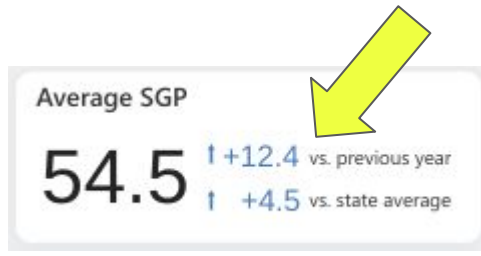 Average SGP
54.5
↑ +12.4 vs. previous year
↑ +4.5 vs. state average